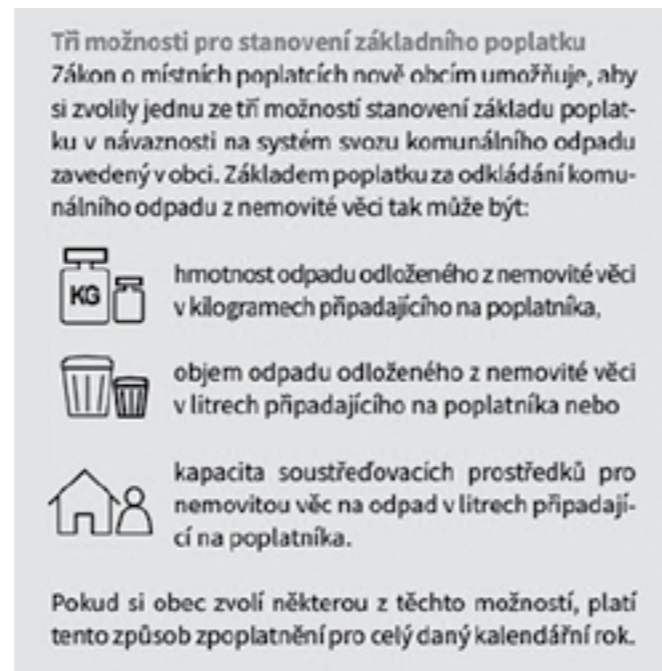 Tři možnosti pro stanovení základního poplatku
Zákon o místních poplatcích nově obcím umožňuje, aby
si zvolily jednu ze tří možností stanovení základu poplat-
ku v návaznosti na systém svozu komunálního odpadu
zavedený v obci. Základem poplatku za odkládání komu-
nálního odpadu z nemovité věci tak může být:
KG
hmotnost odpadu odloženého z nemovité věci
v kilogramech připadajícího na poplatníka,
objem odpadu odloženého z nemovité věci
v litrech připadajícího na poplatníka nebo
kapacita soustřeďovacích prostředků pro
nemovitou věc na odpad v litrech připadají-
cí na poplatníka.
Pokud si obec zvolí některou z těchto možností, platí
tento způsob zpoplatnění pro celý daný kalendářní rok.